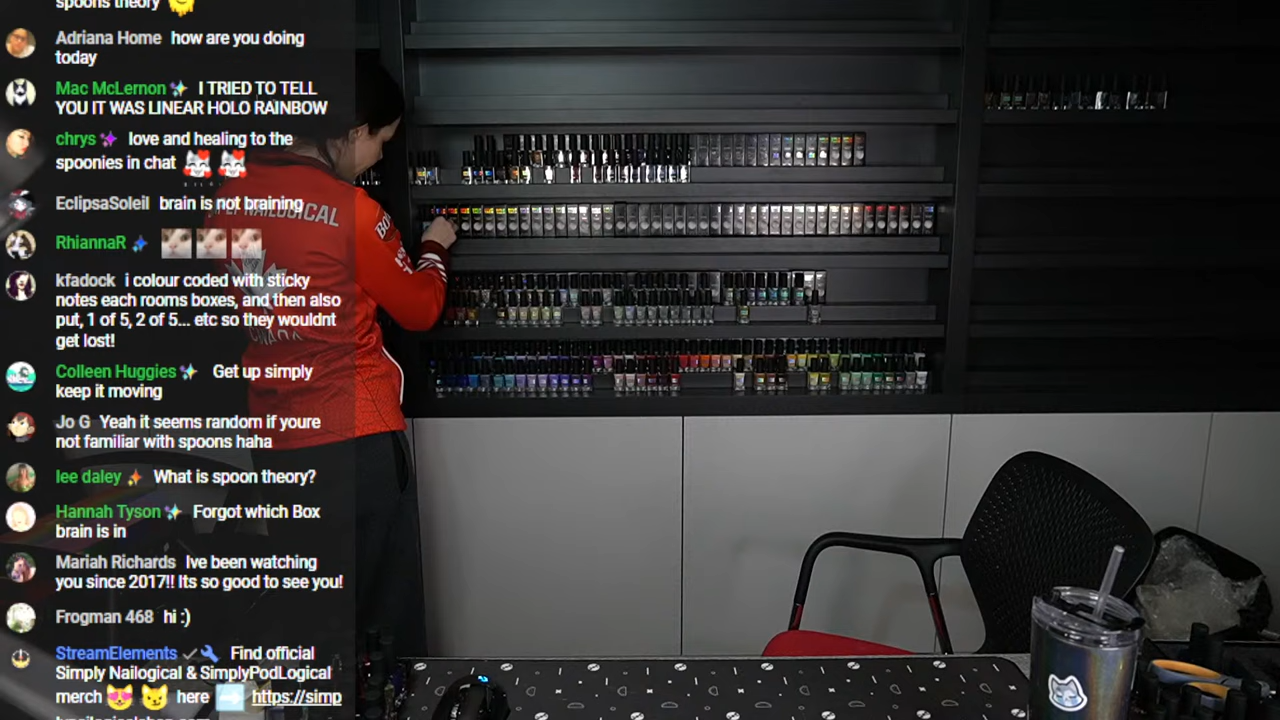 spoons theory
Adriana Home how are you doing
today
Mac McLernon I TRIED TO TELL
YOU IT WAS LINEAR HOLO RAINBOW
chrys love and healing to the
spoonies in chat
EclipsaSoleil brain is not braining
RhiannaR
kfadock i colour coded with sticky
notes each rooms boxes, and then also
put, 1 of 5, 2 of 5... etc so they wouldnt
get lost!
Colleen Huggies Get up simply
keep it moving
Jo G Yeah it seems random if youre
not familiar with spoons haha
lee daley What is spoon theory?
Hannah Tyson Forgot which Box
brain is in
Mariah Richards Ive been watching
you since 2017!! Its so good to see you!
Frogman 468 hi :)
StreamElements Find official
Simply Nailogical & SimplyPodLogical
merch here https://simp
NAILOGICAL
CANADA